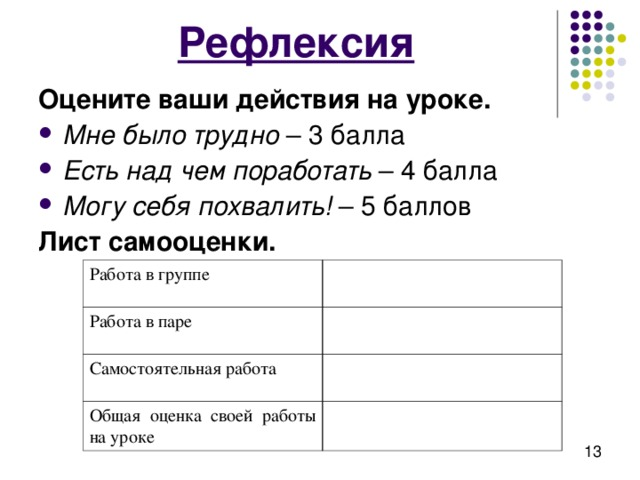 Рефлексия
Оцените ваши действия на уроке.
Мне было трудно – 3 балла
Есть над чем поработать – 4 балла
Могу себя похвалить! – 5 баллов
Лист самооценки.
Работа в группе
Работа в паре
Самостоятельная работа
Общая оценка своей работы
на уроке
13